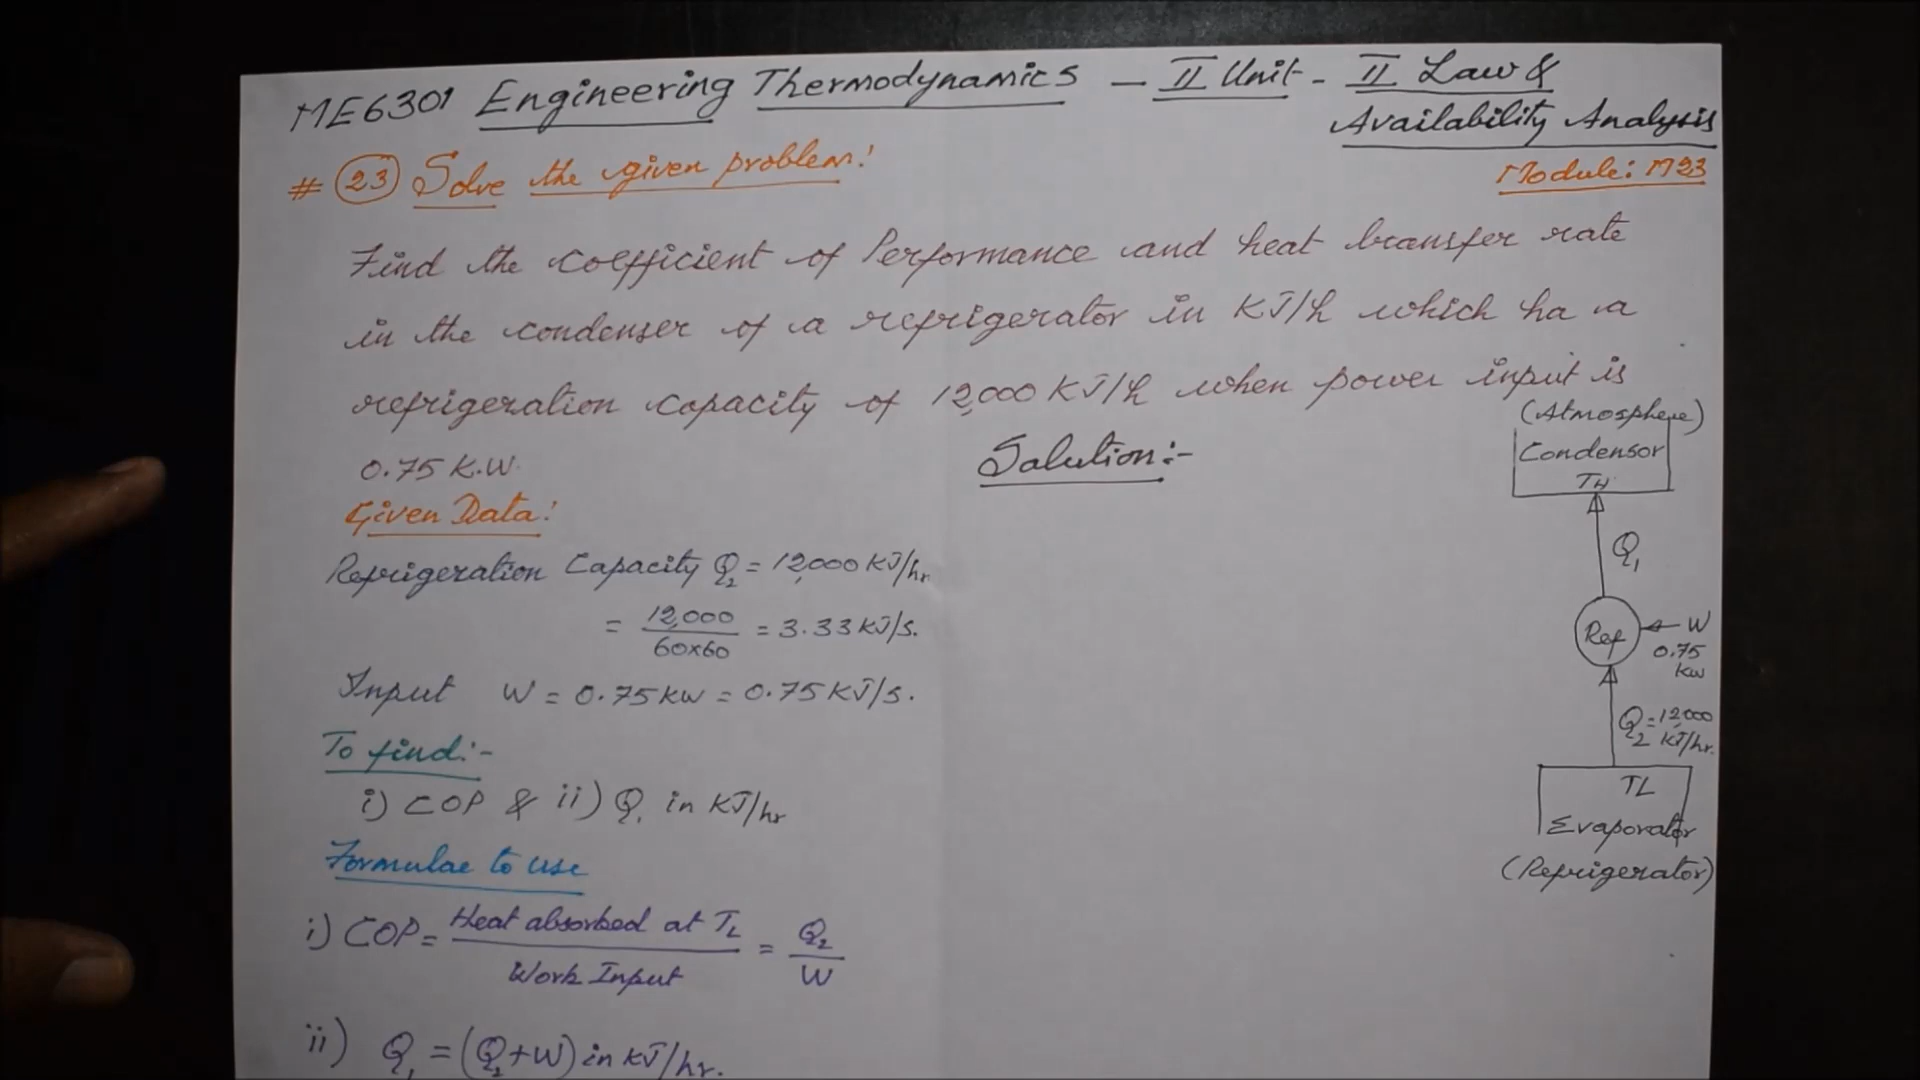 ME6301 Engineering Thermodynamics - II Unit - II Law &
Availability Analysis
Module: M23
# 23 Solve the given problem:
Find the coefficient of Performance and heat transfer rate
in the condenser of a refrigerator in KJ/h which ha a
refrigeration capacity of 12,000 KJ/h when power input is
0.75 K.W.
Given Data:
Refrigeration Capacity Q₂ = 12,000 KJ/hr
= 12,000 / 60x60 = 3.33 KJ/s.
Input W = 0.75 kw = 0.75 KJ/s.
To find:-
i) COP & ii) Q₁ in KJ/hr
Formulae to use
i) COP = Heat absorbed at TL / Work Input = Q₂ / W
ii) Q₁ = (Q₂+W) in KJ/hr.
Solution:-
(Atmosphere)
Condensor
TH
Q₁
Ref
W
0.75
kw
Q₂ = 12,000
KJ/hr.
TL
Evaporator
(Refrigerator)